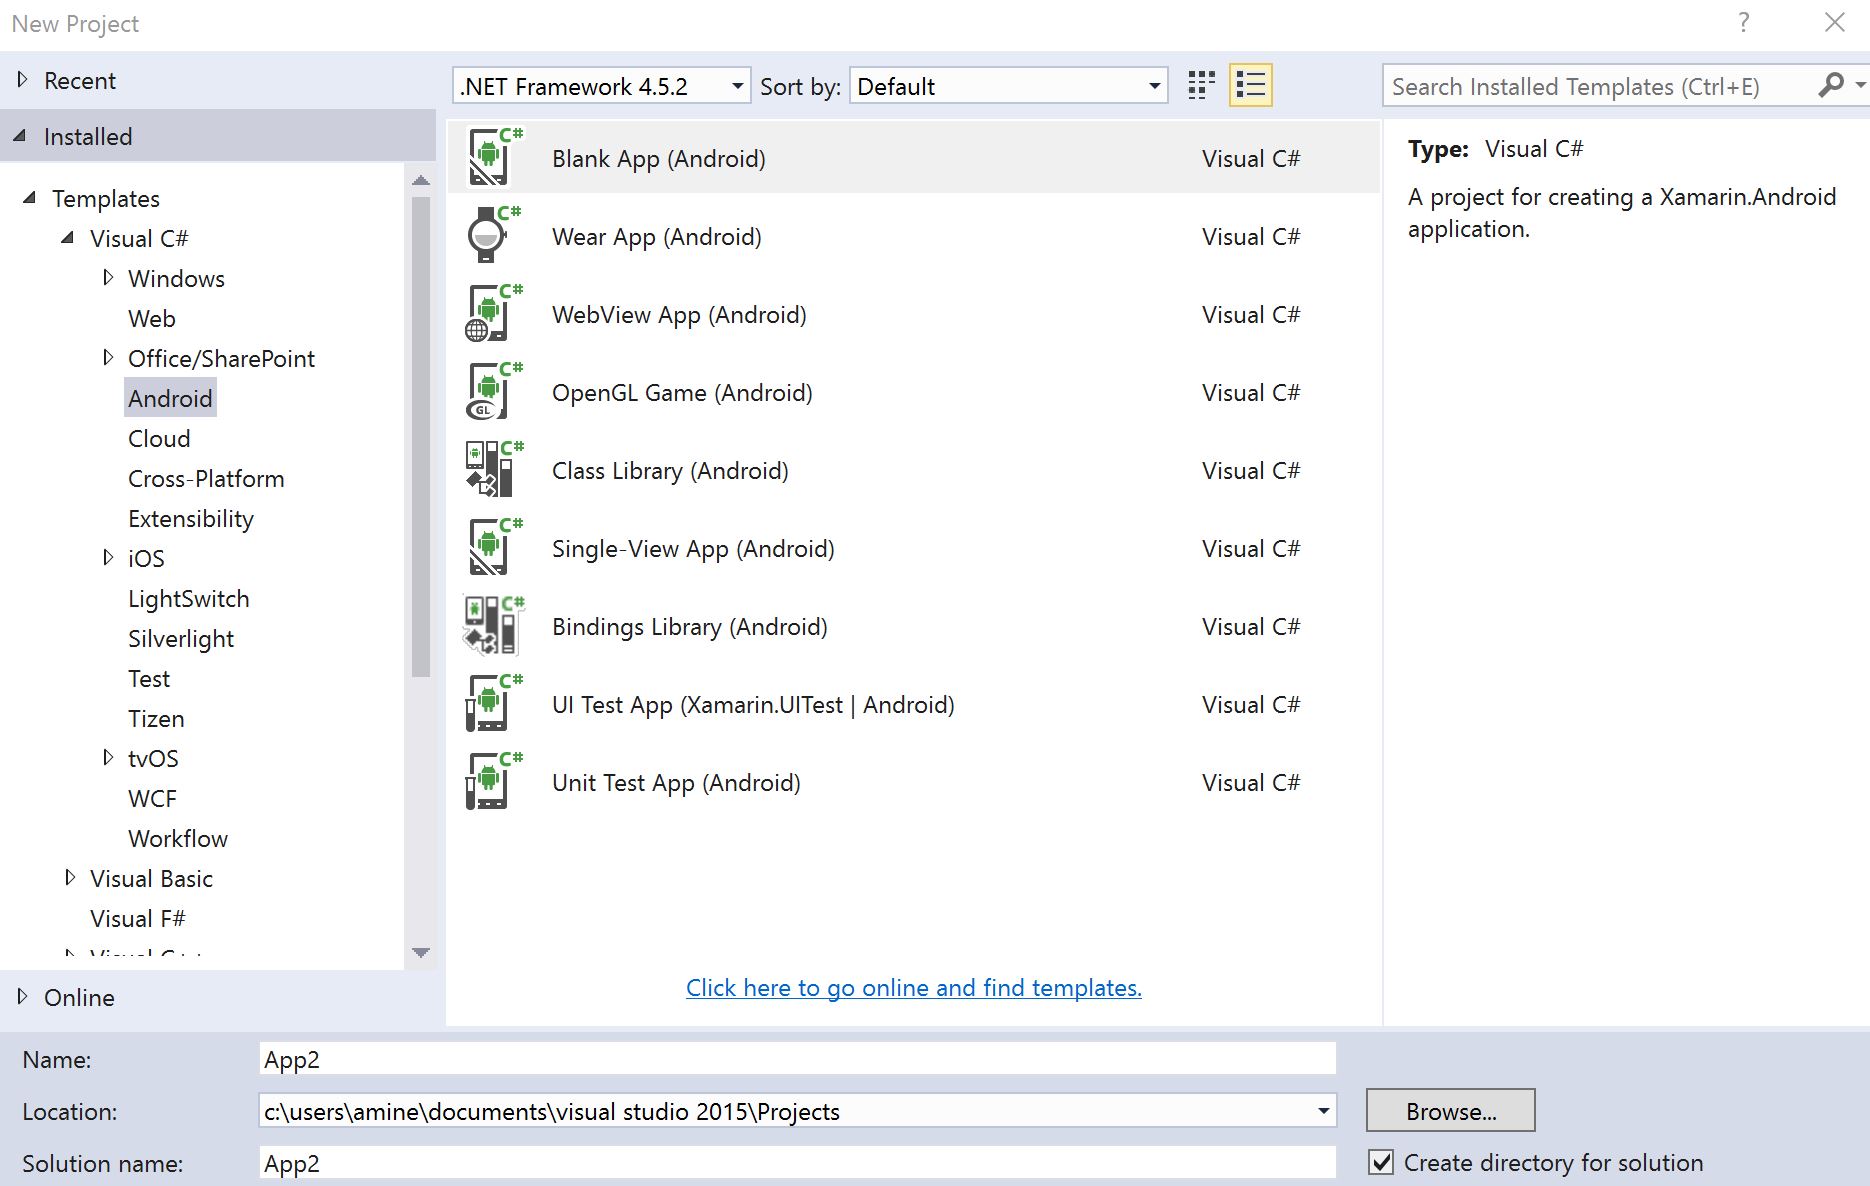 New Project
?
Recent
.NET Framework 4.5.2
Sort by:
Default
Search Installed Templates (Ctrl+E)
Installed
Templates
Visual C#
Windows
Web
Office/SharePoint
Android
Cloud
Cross-Platform
Extensibility
iOS
LightSwitch
Silverlight
Test
Tizen
tvOS
WCF
Workflow
Visual Basic
Visual F#
Online
C# Blank App (Android) Visual C#
C# Wear App (Android) Visual C#
C# WebView App (Android) Visual C#
C# GL OpenGL Game (Android) Visual C#
C# Class Library (Android) Visual C#
C# Single-View App (Android) Visual C#
C# Bindings Library (Android) Visual C#
C# UI Test App (Xamarin.UITest | Android) Visual C#
C# Unit Test App (Android) Visual C#
Click here to go online and find templates.
Type: Visual C#
A project for creating a Xamarin.Android
application.
Name: App2
Location: c:\users\amine\documents\visual studio 2015\Projects
Browse...
Solution name: App2
Create directory for solution